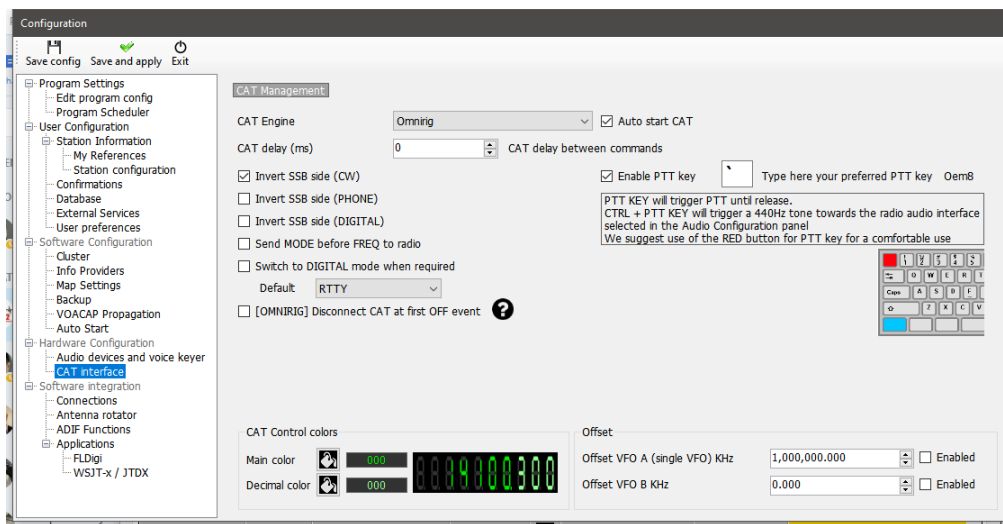 Configuration
Save config Save and apply Exit
Program Settings
Edit program config
Program Scheduler
User Configuration
Station Information
My References
Station configuration
Confirmations
Database
External Services
User preferences
Software Configuration
Cluster
Info Providers
Map Settings
Backup
VOACAP Propagation
Auto Start
Hardware Configuration
Audio devices and voice keyer
CAT interface
Software integration
Connections
Antenna rotator
ADIF Functions
Applications
FLDigi
WSJT-x / JTDX
CAT Management
CAT Engine Omnirig Auto start CAT
CAT delay (ms) 0 CAT delay between commands
Invert SSB side (CW) Enable PTT key ` Type here your preferred PTT key Oem8
Invert SSB side (PHONE)
Invert SSB side (DIGITAL)
Send MODE before FREQ to radio
Switch to DIGITAL mode when required
Default RTTY
[OMNIRIG] Disconnect CAT at first OFF event ?
PTT KEY will trigger PTT until release.
CTRL + PTT KEY will trigger a 440Hz tone towards the radio audio interface
selected in the Audio Configuration
panel
We suggest use of the RED button for PTT key for a comfortable use
Q W E R T
Caps A S D F
Z X C V
CAT Control colors
Main color 000
Decimal color 000
14100.300
Offset
Offset VFO A (single VFO) KHz 1,000,000.000 Enabled
Offset VFO B KHz 0.000 Enabled